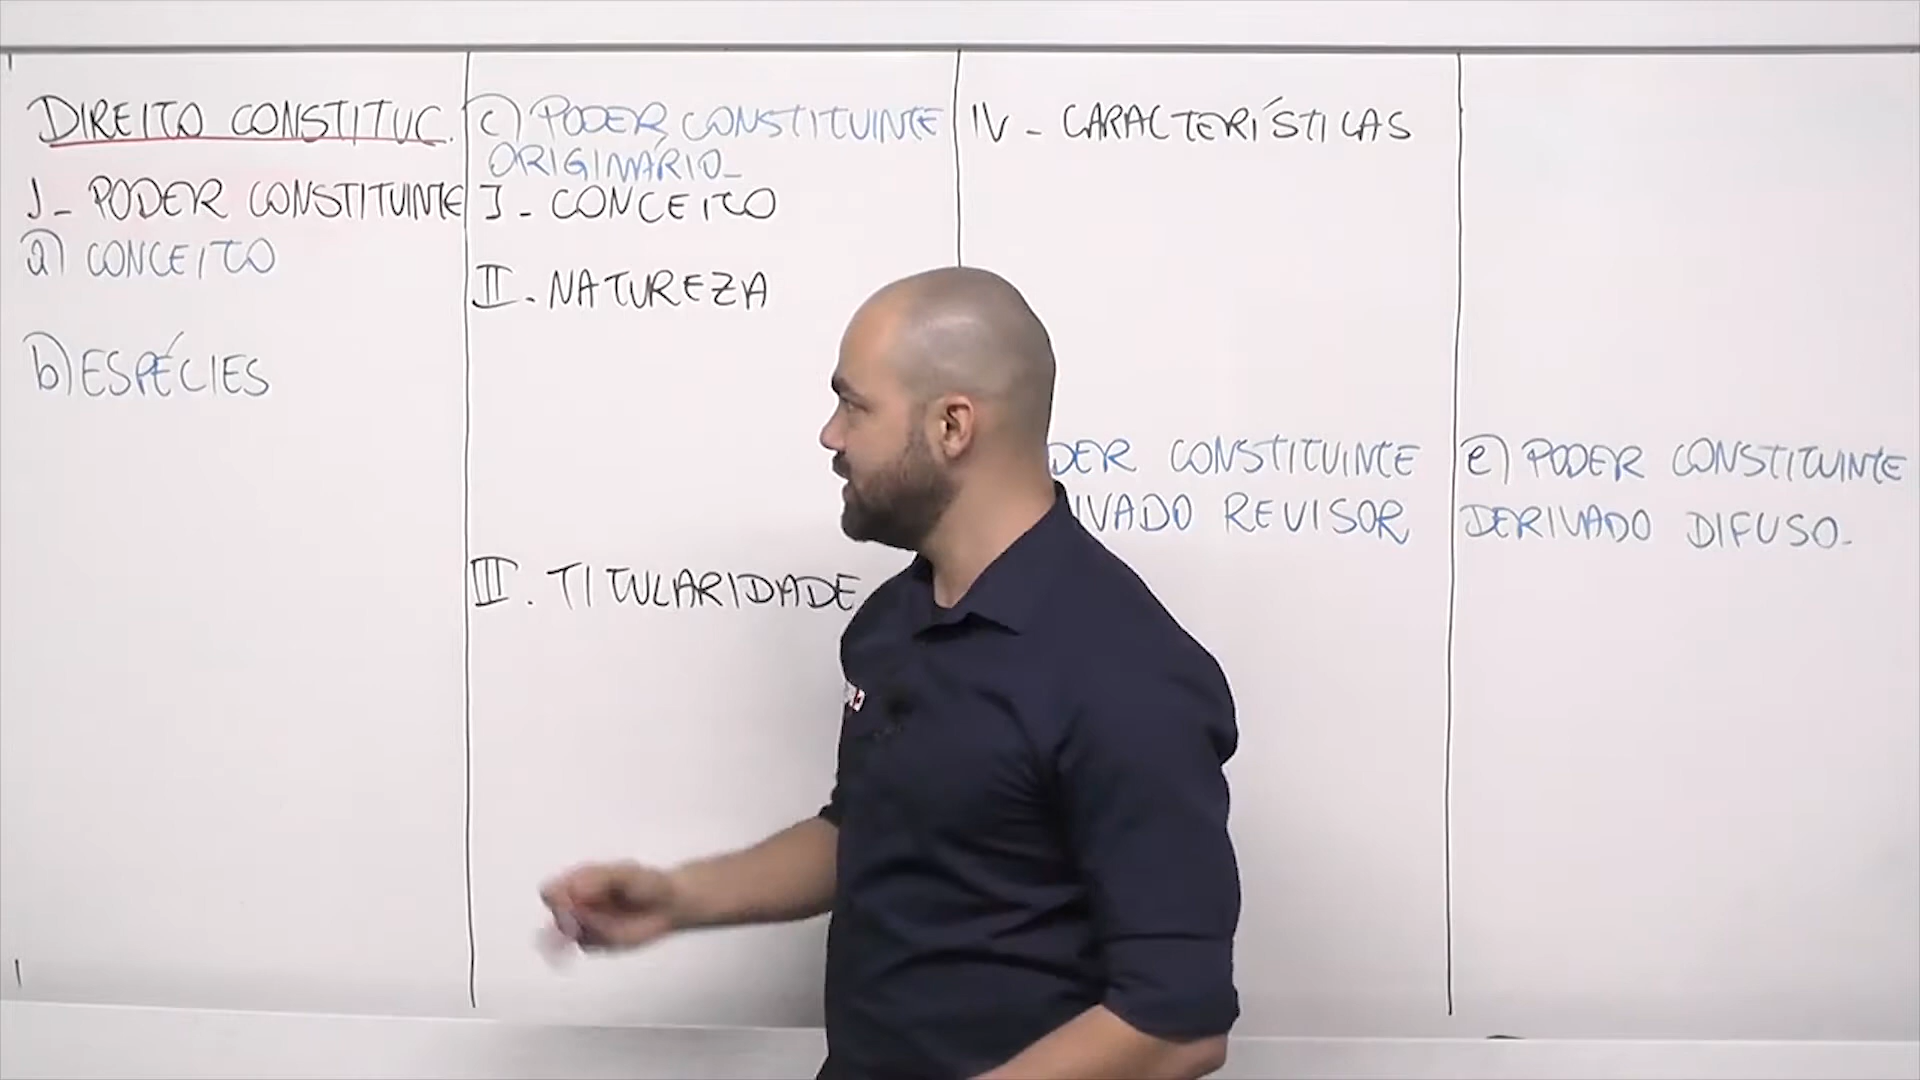 DIREITO CONSTITUC.
I - PODER CONSTITUINTE
a) CONCEITO
b) ESPÉCIES
c) PODER CONSTITUINTE
ORIGINÁRIO -
I - CONCEITO
II - NATUREZA
III. TITULARIDADE
IV - CARACTERÍSTICAS
DER CONSTITUINTE
IVADO REVISOR
e) PODER CONSTITUINTE
DERIVADO DIFUSO -